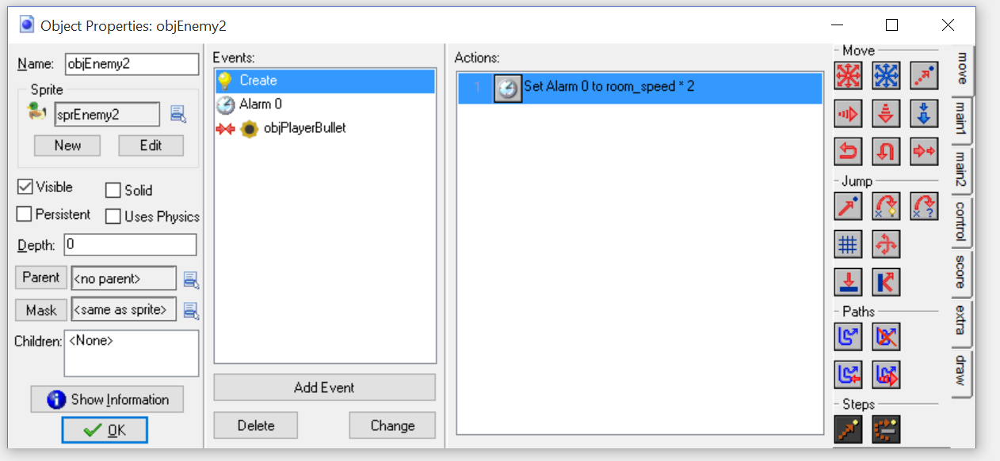 Object Properties: objEnemy2
Name: objEnemy2
Sprite
sprEnemy2
New Edit
Visible Solid
Persistent Uses Physics
Depth: 0
Parent <no parent>
Mask <same as sprite>
Children: <None>
Show Information
OK
Events:
Create
Alarm 0
objPlayerBullet
Add Event
Delete Change
Actions:
1 Set Alarm 0 to room_speed * 2
Move
Jump
Paths
Steps
move
main1
main2
control
score
extra
draw